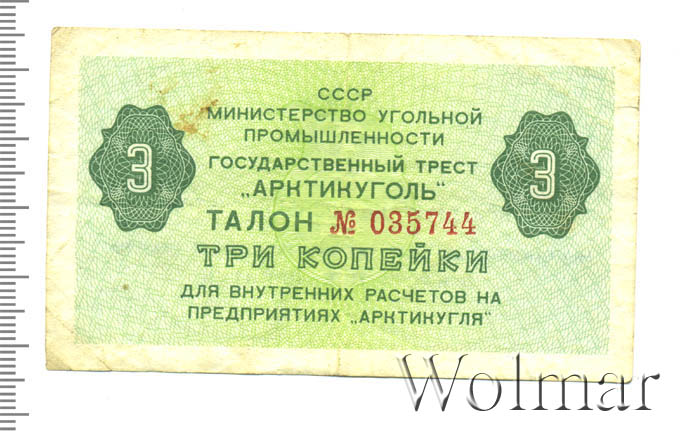 СССР
МИНИСТЕРСТВО УГОЛЬНОЙ
ПРОМЫШЛЕННОСТИ
ГОСУДАРСТВЕННЫЙ ТРЕСТ
„АРКТИКУГОЛЬ"
3
3
ТАЛОН № 035744
ТРИ КОПЕЙКИ
ДЛЯ ВНУТРЕННИХ РАСЧЕТОВ НА
ПРЕДПРИЯТИЯХ „АРКТИКУГЛЯ"
Wolmar